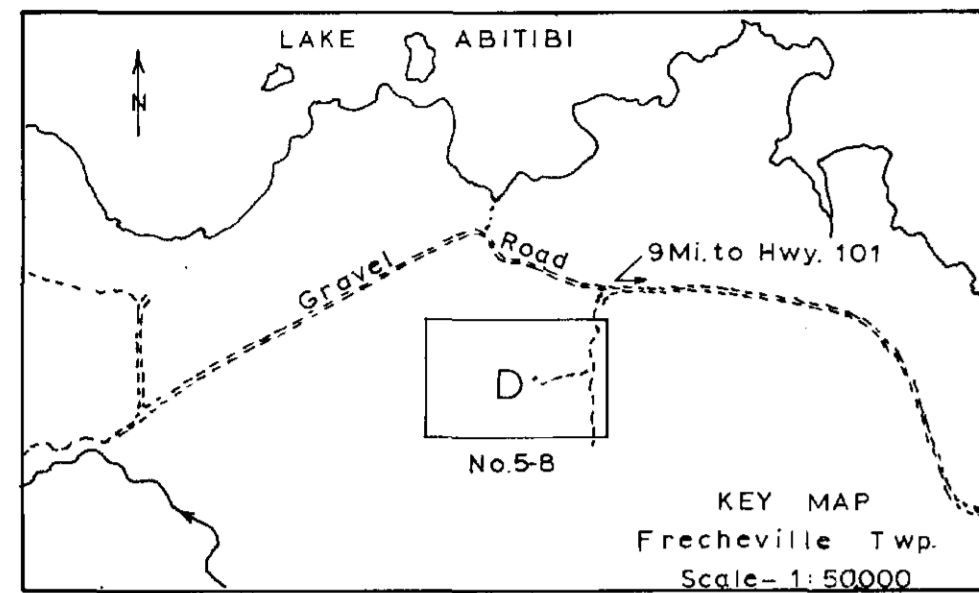 LAKE ABITIBI
N
Gravel Road
9Mi. to Hwy. 101
D
No.5-8
KEY MAP
Frecheville Twp.
Scale- 1:50000